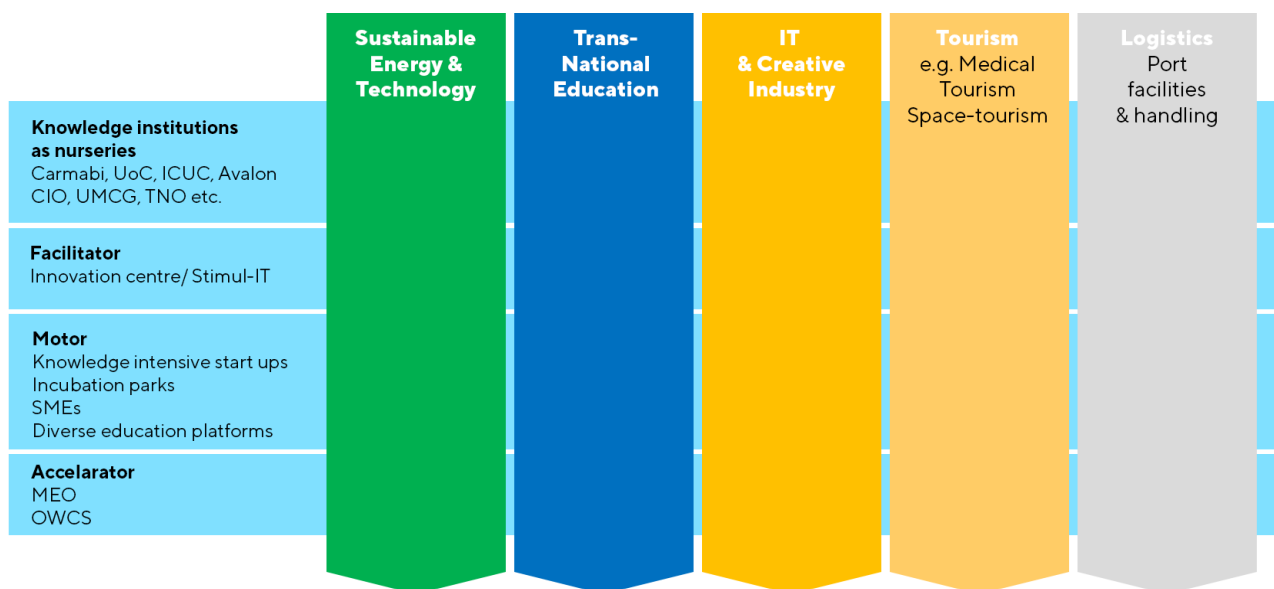 Sustainable
Energy &
Technology
Trans-
National
Education
IT
& Creative
Industry
Tourism
e.g. Medical
Tourism
Space-tourism
Logistics
Port
facilities
& handling
Knowledge institutions
as nurseries
Carmabi, UoC, ICUC, Avalon
CIO, UMCG, TNO etc.
Facilitator
Innovation centre/ Stimul-IT
Motor
Knowledge intensive start ups
Incubation parks
SMEs
Diverse education platforms
Accelarator
MEO
OWCS